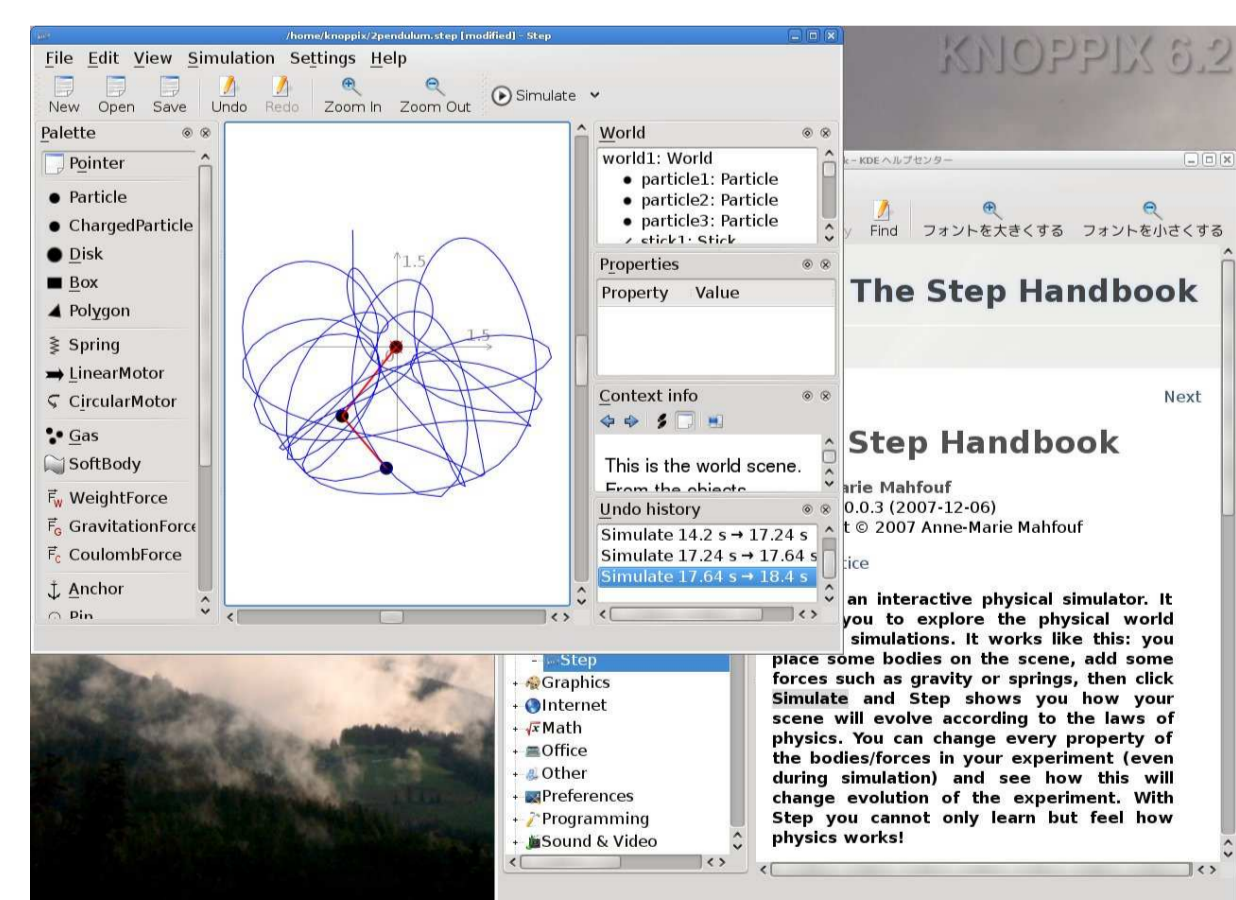 /home/knoppix/2pendulum.step [modified] - Step
File Edit View Simulation Settings Help
New Open Save Undo Redo Zoom In Zoom Out Simulate
Palette
Pointer
Particle
ChargedParticle
Disk
Box
Polygon
Spring
LinearMotor
CircularMotor
Gas
SoftBody
WeightForce
GravitationForce
CoulombForce
Anchor
Pin
1.5
1.5
World
world1: World
particle1: Particle
particle2: Particle
particle3: Particle
stick1: Stick
Properties
Property Value
Context info
This is the world scene.
From the objects
Undo history
Simulate 14.2 s → 17.24 s
Simulate 17.24 s → 17.64 s
Simulate 17.64 s → 18.4 s
KNOPPIX 6.2
k - KDE ヘルプセンター
Find フォントを大きくする フォントを小さくする
The Step Handbook
Next
Step Handbook
arie Mahfouf
0.0.3 (2007-12-06)
t © 2007 Anne-Marie Mahfouf
tice
an interactive physical simulator. It
you to explore the physical world
simulations. It works like this: you
place some bodies on the scene, add some
forces such as gravity or springs, then click
Simulate and Step shows you how your
scene will evolve according to the laws of
physics. You can change every property of
the bodies/forces in your experiment (even
during simulation) and see how this will
change evolution of the experiment. With
Step you cannot only learn but feel how
physics works!
Step
Graphics
Internet
Math
Office
Other
Preferences
Programming
Sound & Video